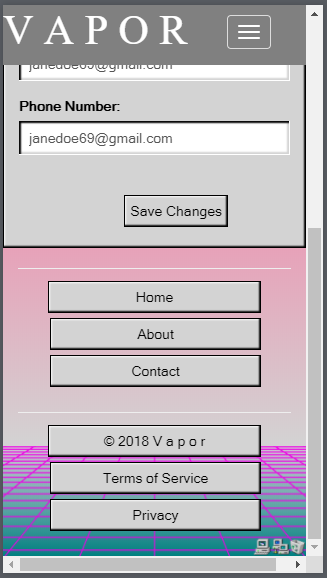 V A P O R
janedoe69@gmail.com
Phone Number:
janedoe69@gmail.com
Save Changes
Home
About
Contact
© 2018 V a p o r
Terms of Service
Privacy